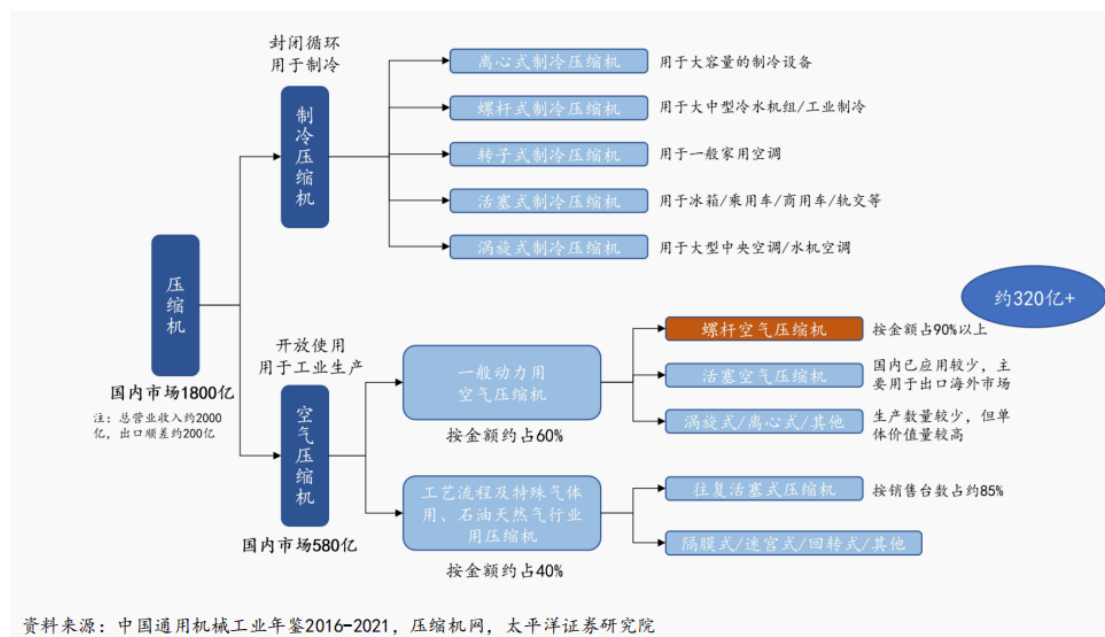 封闭循环
用于制冷
制冷压缩机
离心式制冷压缩机
用于大容量的制冷设备
螺杆式制冷压缩机
用于大中型冷水机组/工业制冷
转子式制冷压缩机
用于一般家用空调
活塞式制冷压缩机
用于冰箱/乘用车/商用车/轨交等
涡旋式制冷压缩机
用于大型中央空调/水机空调
压缩机
国内市场1800亿
注：总营业收入约2000
亿，出口顺差约200亿
开放使用
用于工业生产
空气压缩机
国内市场580亿
一般动力用
空气压缩机
按金额约占60%
约320亿+
螺杆空气压缩机
按金额占90%以上
活塞空气压缩机
国内已应用较少，主
要用于出口海外市场
涡旋式/离心式/其他
生产数量较少，但单
体价值量较高
工艺流程及特殊气体
用、石油天然气行业
用压缩机
按金额约占40%
往复活塞式压缩机
按销售台数占约85%
隔膜式/迷宫式/回转式/其他
资料来源：中国通用机械工业年鉴2016-2021，压缩机网，太平洋证券研究院